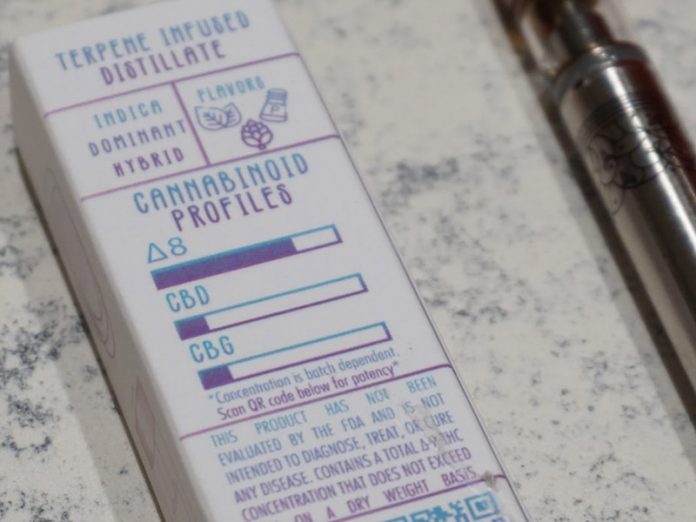 TERPENE INFUSED
DISTILLATE
INDICA
DOMINANT
HYBRID
FLAVORS
P
CANNABINOID
PROFILES
Δ8
CBD
CBG
*Concentration is batch dependent.
Scan QR code below for potency*
THIS PRODUCT HAS NOT BEEN
EVALUATED BY THE FDA AND IS NOT
INTENDED TO DIAGNOSE, TREAT, OR CURE
ANY DISEASE. CONTAINS A TOTAL Δ-9 THC
CONCENTRATION THAT DOES NOT EXCEED
ON A DRY WEIGHT BASIS